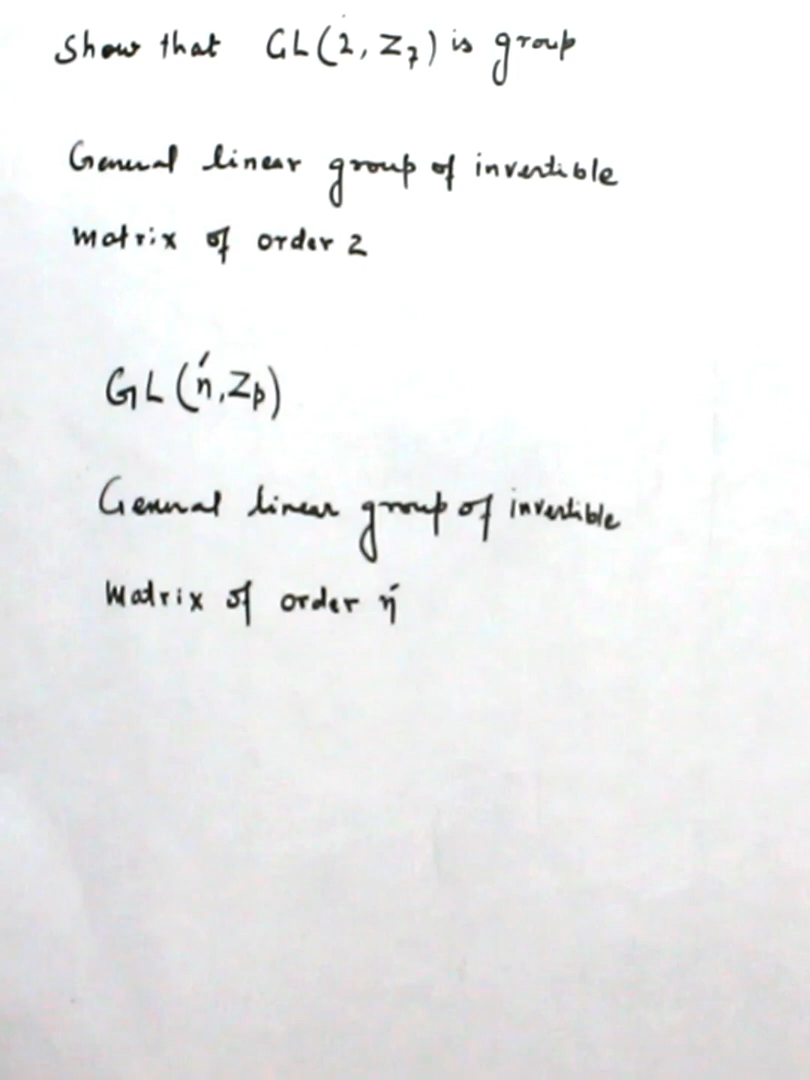 Show that GL(2, Z₇) is group
General linear group of invertible
matrix of order 2
GL(n, Zp)
General linear group of invertible
Matrix of order n